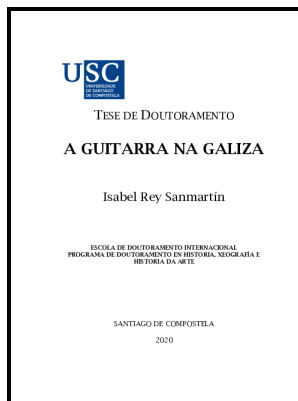 USC
UNIVERSIDADE
DE SANTIAGO
DE COMPOSTELA
TESE DE DOUTORAMENTO
A GUITARRA NA GALIZA
Isabel Rey Sanmartín
ESCOLA DE DOUTORAMENTO INTERNACIONAL
PROGRAMA DE DOUTORAMENTO EN HISTORIA, XEOGRAFÍA E
HISTORIA DA ARTE
SANTIAGO DE COMPOSTELA
2020